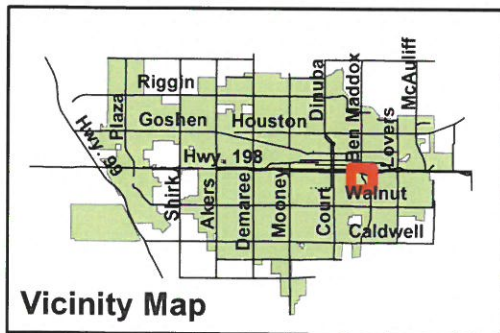 Riggin
Goshen
Houston
Hwy. 99
Plaza
Hwy. 198
Shirk
Akers
Demaree
Mooney
Court
Dinuba
Ben Maddox
Lovers
McAuliff
Walnut
Caldwell
Vicinity Map